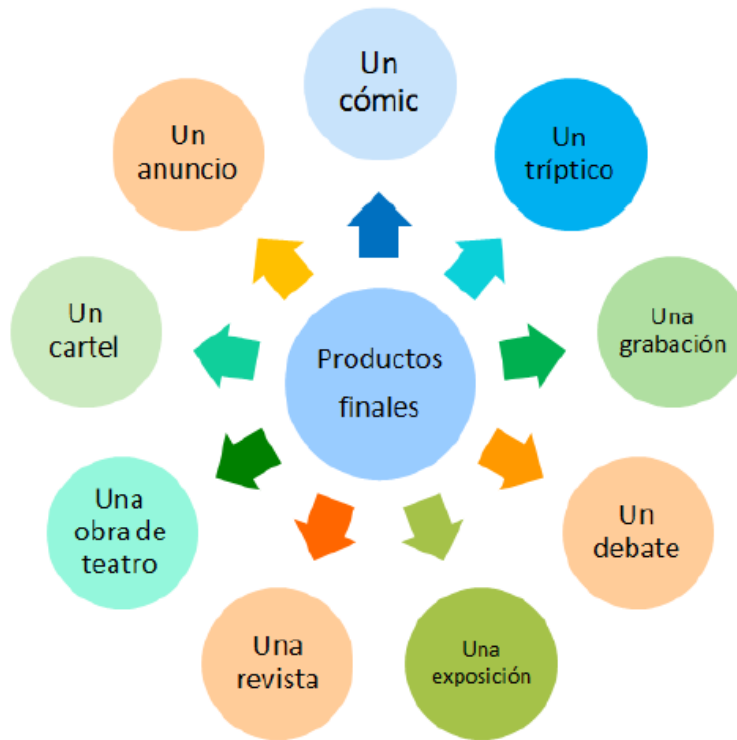 Un
cómic
Un
tríptico
Una
grabación
Un
debate
Una
exposición
Una
revista
Una
obra de
teatro
Un
cartel
Un
anuncio
Productos
finales